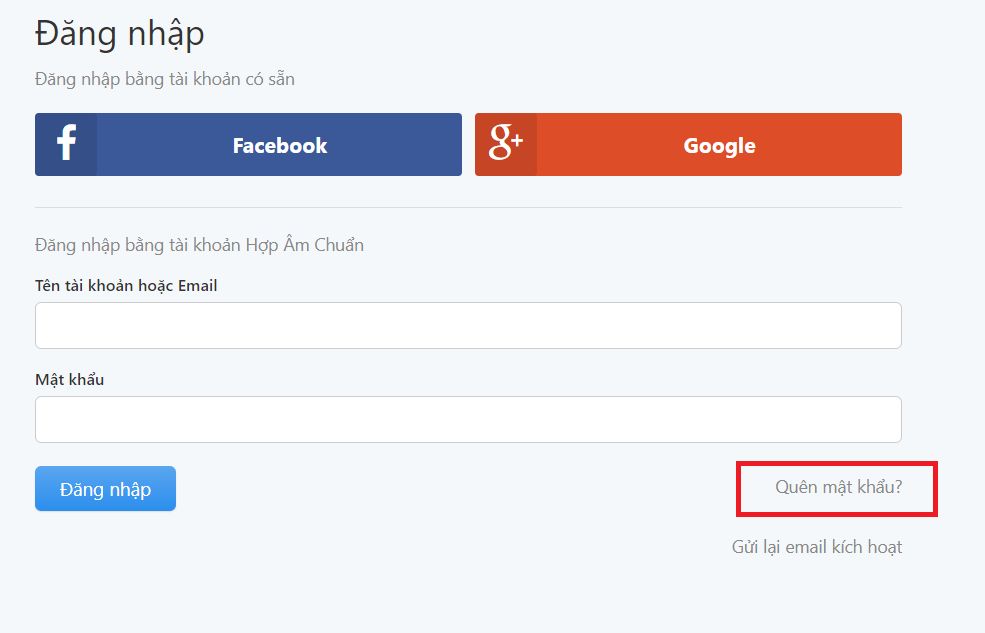 Đăng nhập
Đăng nhập bằng tài khoản có sẵn
f Facebook
g+ Google
Đăng nhập bằng tài khoản Hợp Âm Chuẩn
Tên tài khoản hoặc Email
Mật khẩu
Đăng nhập
Quên mật khẩu?
Gửi lại email kích hoạt